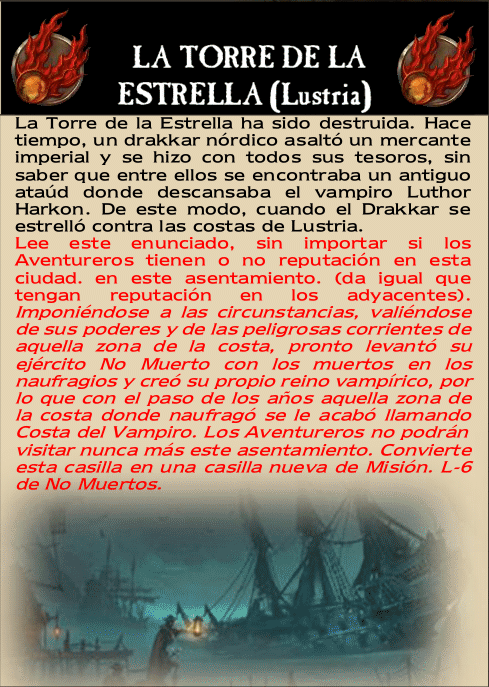 LA TORRE DE LA
ESTRELLA (Lustria)
La Torre de la Estrella ha sido destruida. Hace
tiempo, un drakkar nórdico asaltó un mercante
imperial y se hizo con todos sus tesoros, sin
saber que entre ellos se encontraba un antiguo
ataúd donde descansaba el vampiro Luthor
Harkon. De este modo, cuando el Drakkar se
estrelló contra las costas de Lustria.
Lee este enunciado, sin importar si los
Aventureros tienen o no reputación en esta
ciudad. en este asentamiento. (da igual que
tengan reputación en los adyacentes).
Imponiéndose a las circunstancias, valiéndose
de sus poderes y de las peligrosas corrientes de
aquella zona de la costa, pronto levantó su
ejército No Muerto con los muertos en los
naufragios y creó su propio reino vampírico, por
lo que con el paso de los años aquella zona de
la costa donde naufragó se le acabó llamando
Costa del Vampiro. Los Aventureros no podrán
visitar nunca más este asentamiento. Convierte
esta casilla en una casilla nueva de Misión. L-6
de No Muertos.